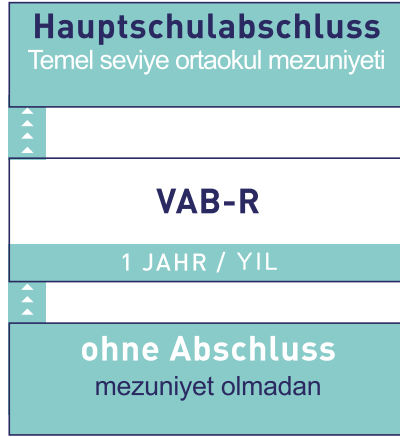 Hauptschulabschluss
Temel seviye ortaokul mezuniyeti
VAB-R
1 JAHR / YIL
ohne Abschluss
mezuniyet olmadan